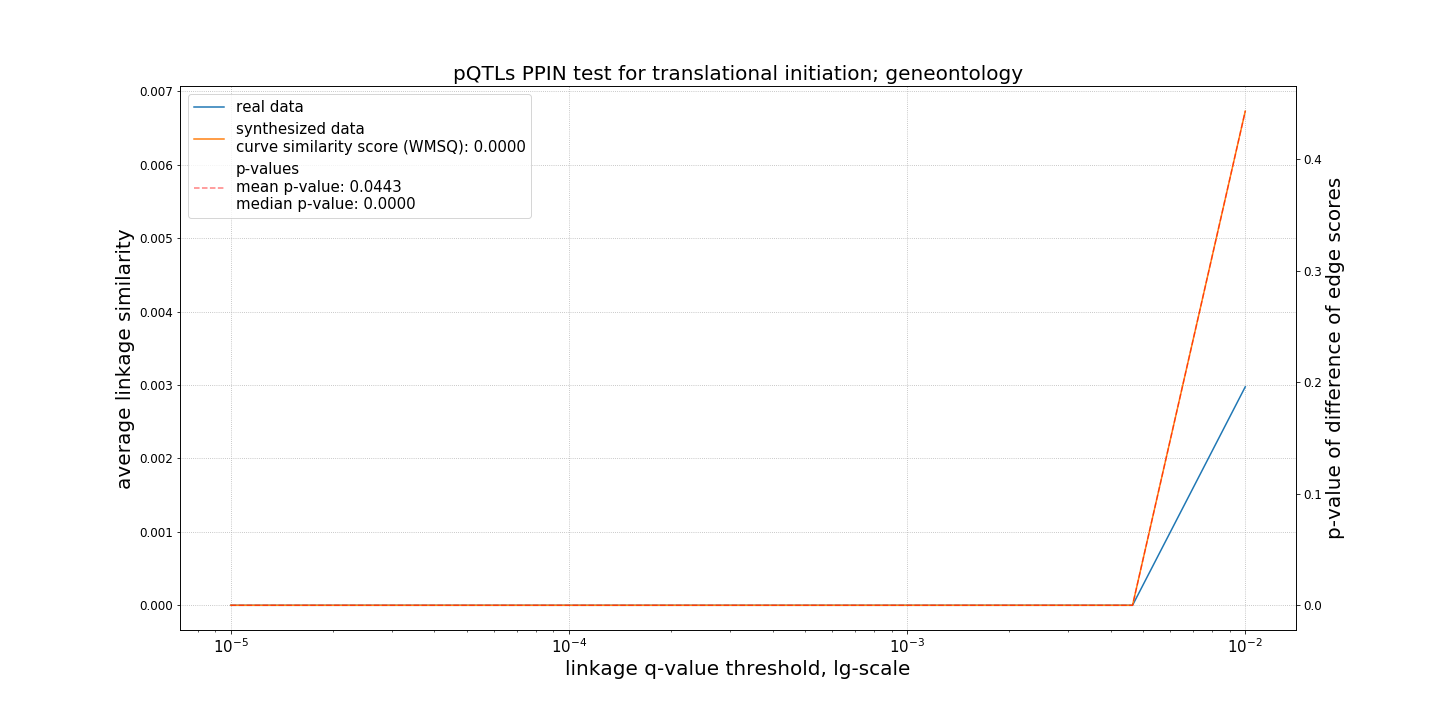 pQTLs PPIN test for translational initiation; geneontology
real data
synthesized data
curve similarity score (WMSQ): 0.0000
p-values
mean p-value: 0.0443
median p-value: 0.0000
average linkage similarity
0.007
0.006
0.005
0.004
0.003
0.002
0.001
0.000
p-value of difference of edge scores
0.4
0.3
0.2
0.1
0.0
10⁻⁵ 10⁻⁴ 10⁻³ 10⁻²
linkage q-value threshold, lg-scale